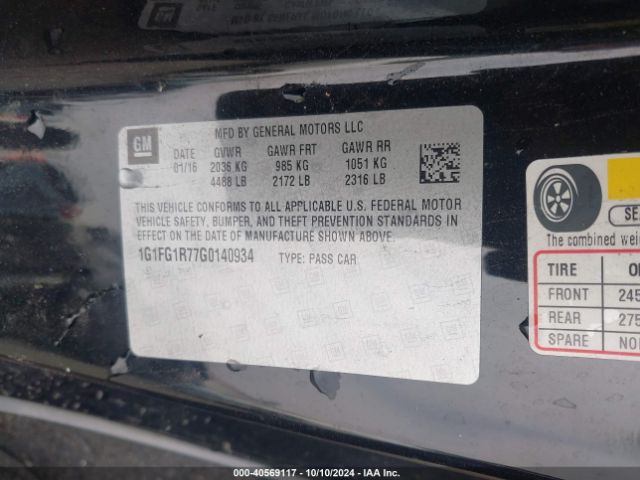 GM
MFD BY GENERAL MOTORS LLC
DATE GVWR GAWR FRT GAWR RR
01/16 2036 KG 985 KG 1051 KG
4488 LB 2172 LB 2316 LB
THIS VEHICLE CONFORMS TO ALL APPLICABLE U.S. FEDERAL MOTOR
VEHICLE SAFETY, BUMPER, AND THEFT PREVENTION STANDARDS IN
EFFECT ON THE DATE OF MANUFACTURE SHOWN ABOVE.
1G1FG1R77G0140934 TYPE: PASS CAR
SE
The combined wei
TIRE
FRONT 245
REAR 275
SPARE
40569117 - 10/10/2024 - IAA Inc.